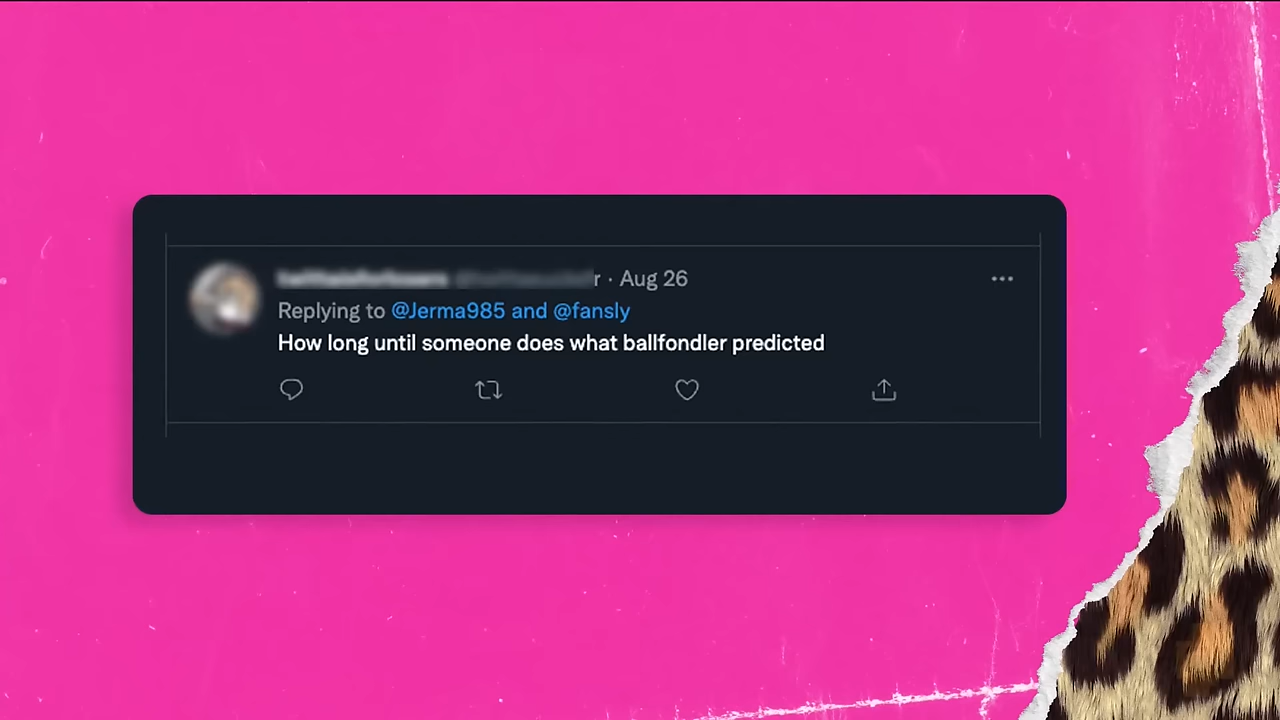 r · Aug 26
Replying to @Jerma985 and @fansly
How long until someone does what ballfondler predicted